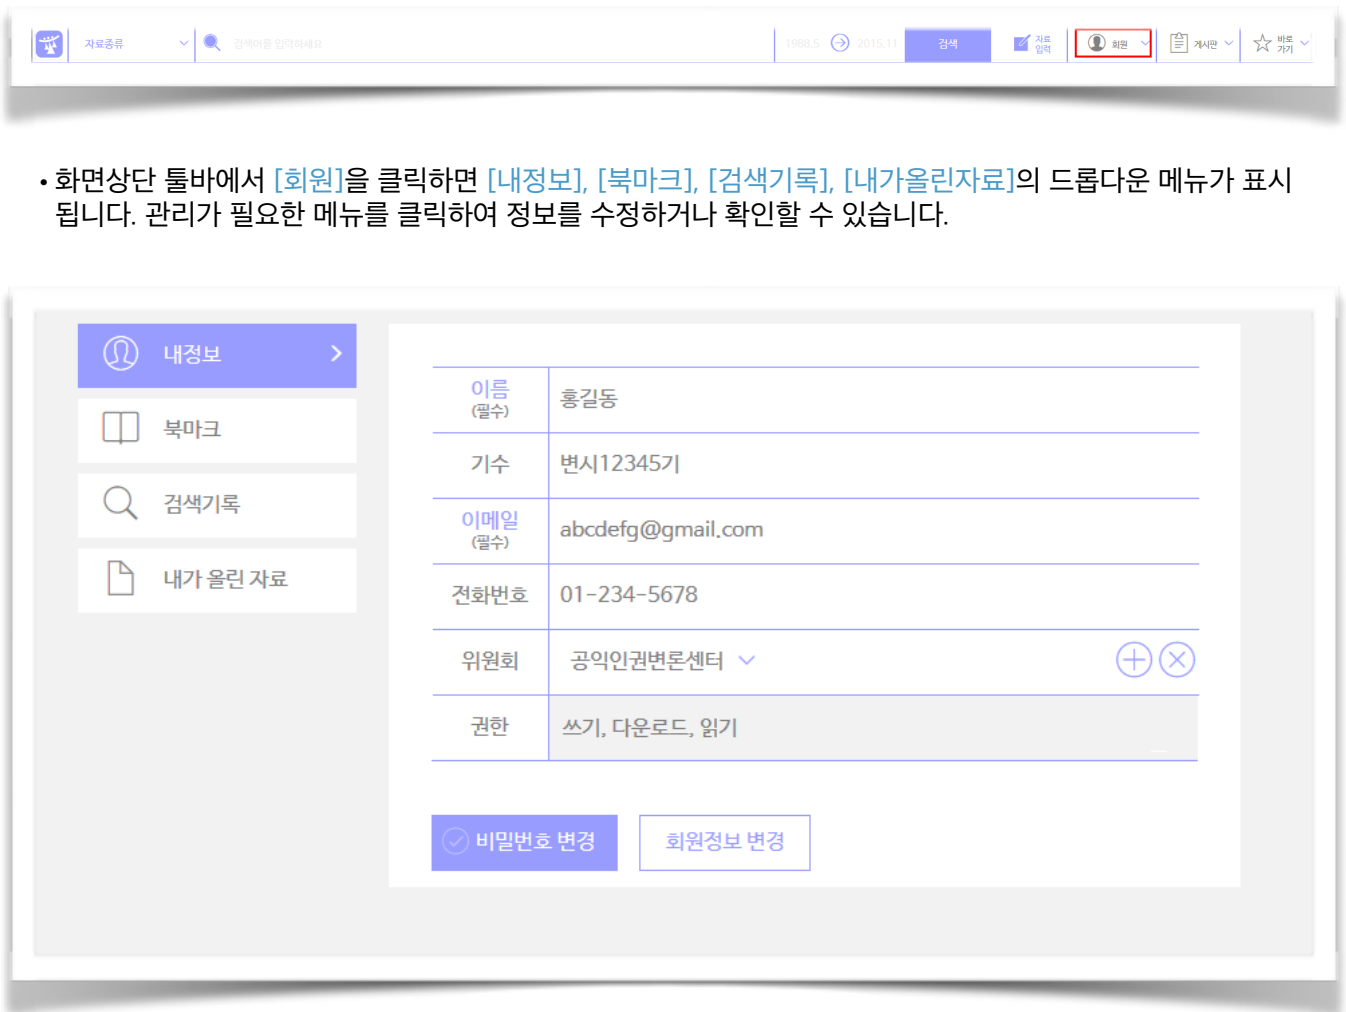 자료종류 검색어를 입력하세요 1988.5 2015.11 검색 자료입력 회원 게시판 바로가기
• 화면상단 툴바에서 [회원]을 클릭하면 [내정보], [북마크], [검색기록], [내가올린자료]의 드롭다운 메뉴가 표시
됩니다. 관리가 필요한 메뉴를 클릭하여 정보를 수정하거나 확인할 수 있습니다.
내정보
북마크
검색기록
내가 올린 자료
이름 (필수) 홍길동
기수 변시12345기
이메일 (필수) abcdefg@gmail.com
전화번호 01-234-5678
위원회 공익인권변론센터
권한 쓰기, 다운로드, 읽기
비밀번호 변경 회원정보 변경